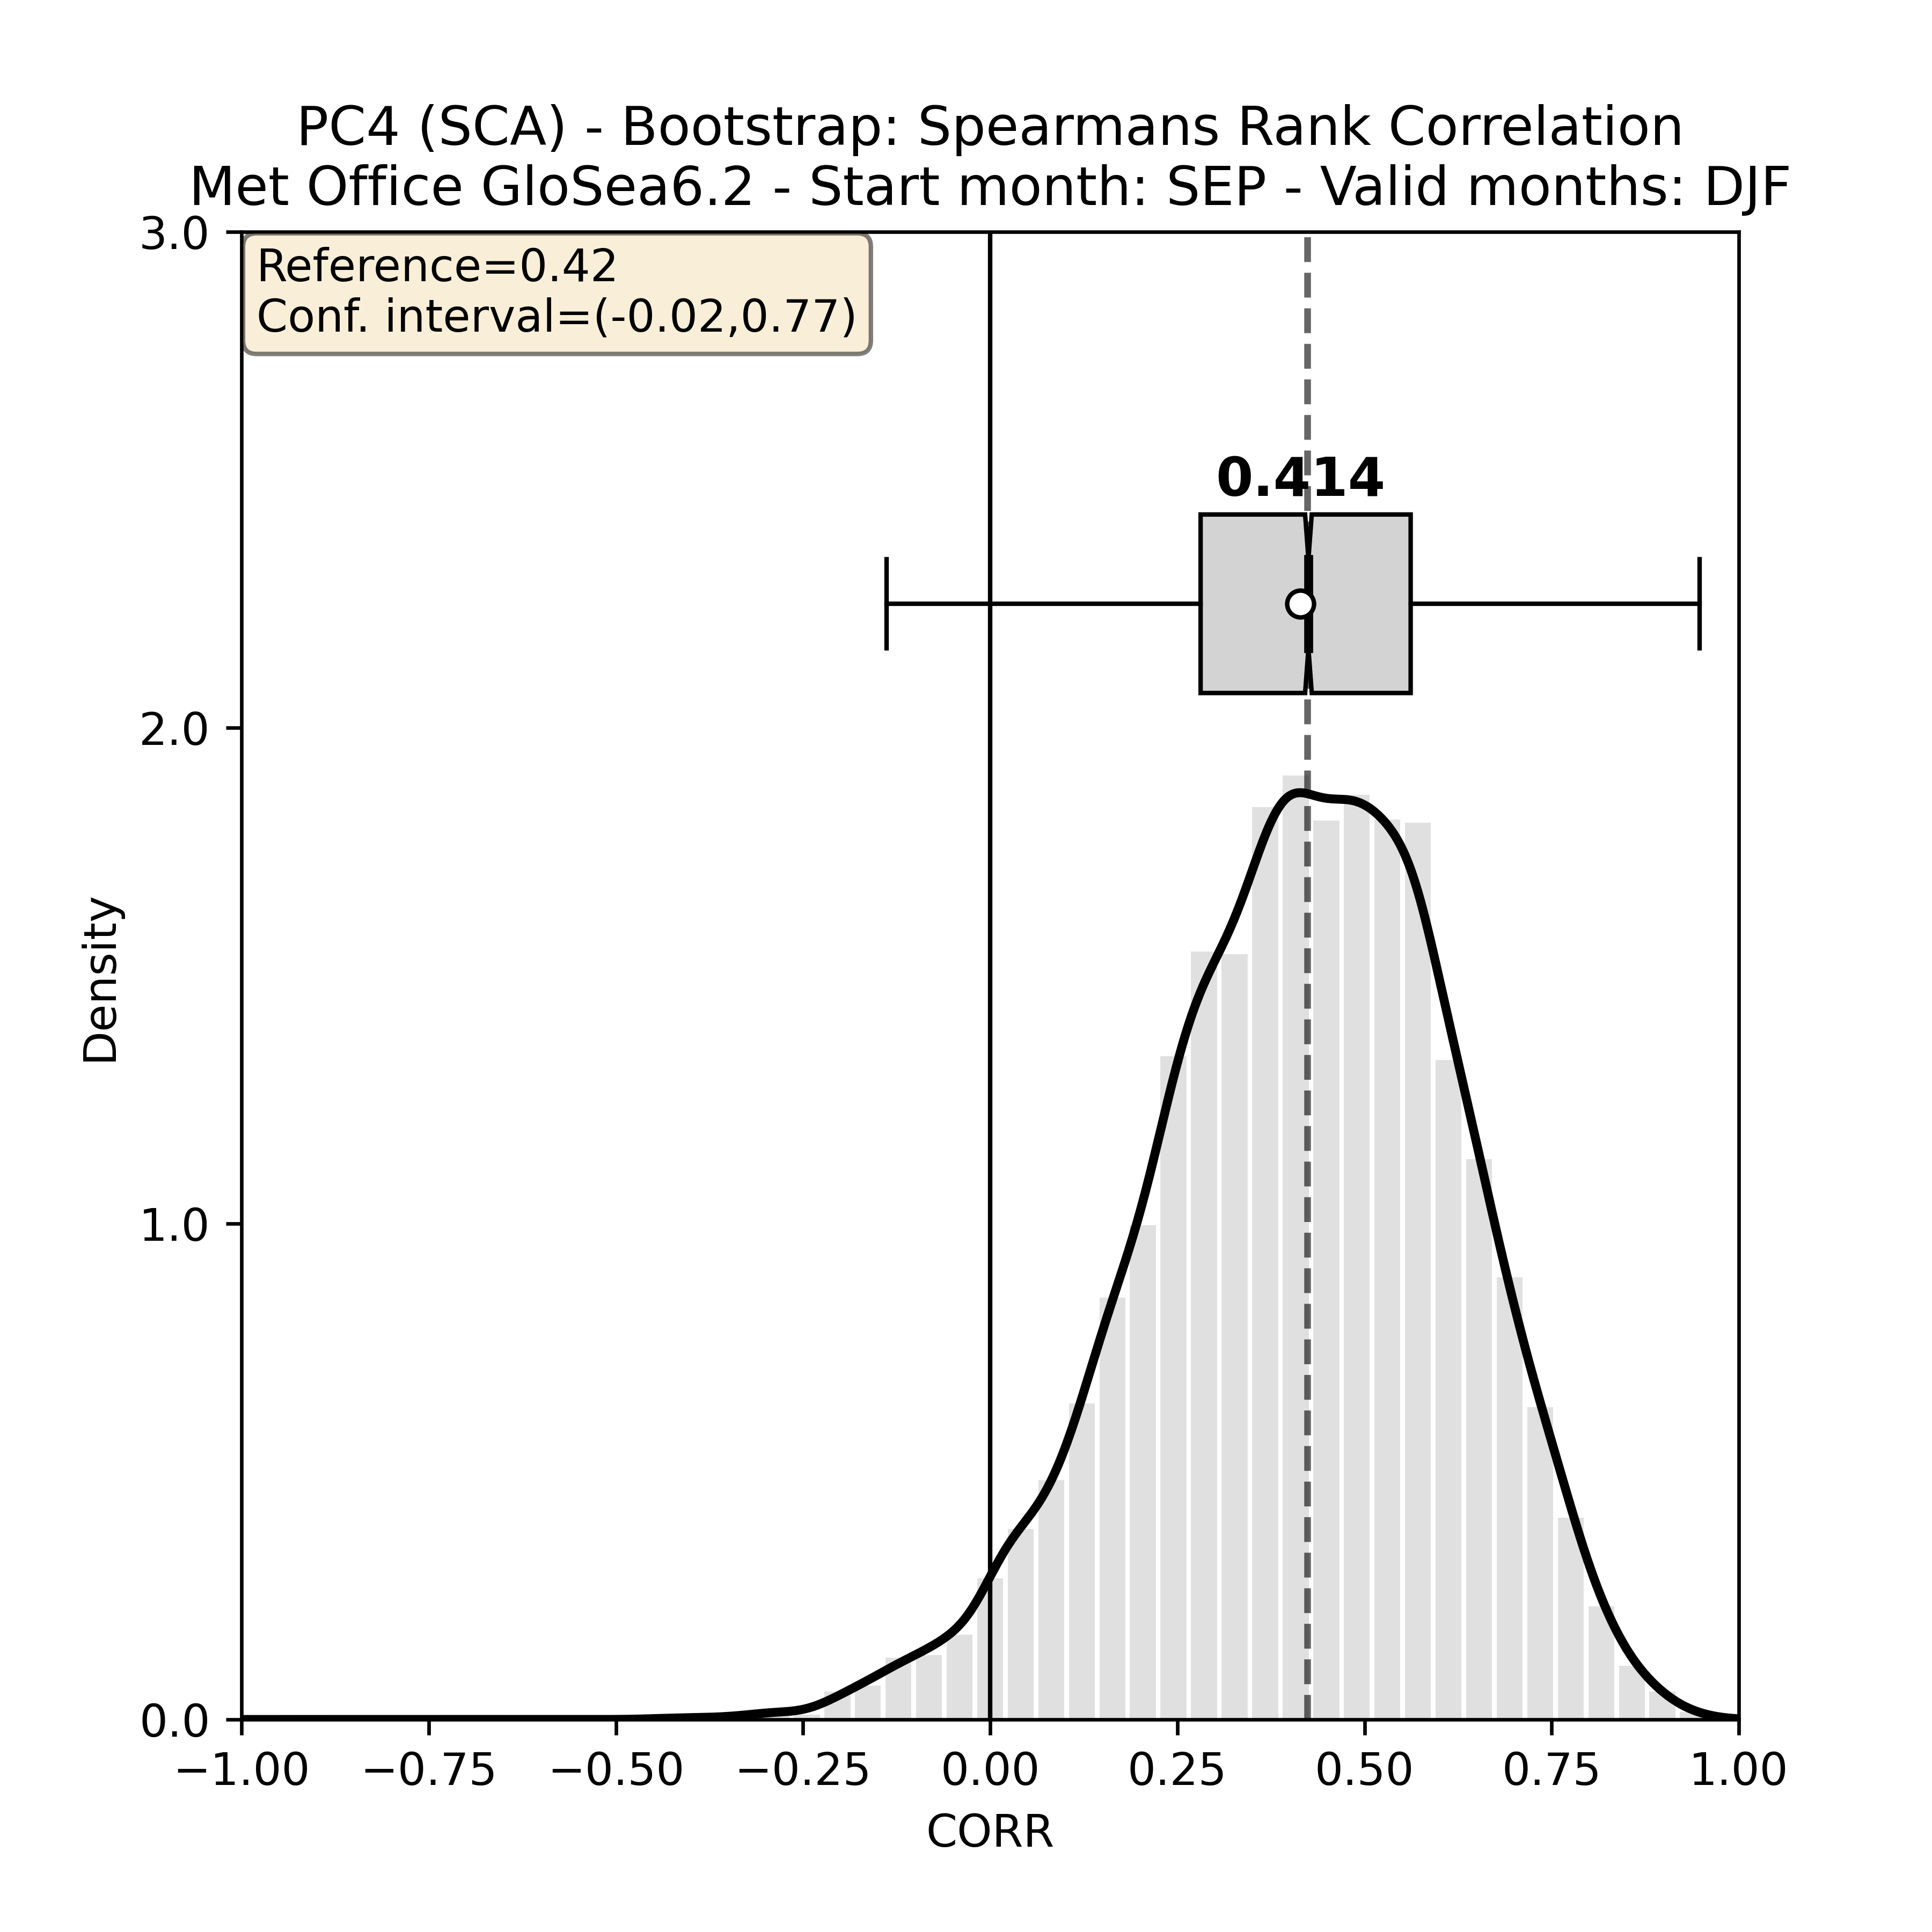 PC4 (SCA) - Bootstrap: Spearmans Rank Correlation
Met Office GloSea6.2 - Start month: SEP - Valid months: DJF
3.0
Reference=0.42
Conf. interval=(-0.02,0.77)
0.414
2.0
Density
1.0
0.0
−1.00 −0.75 −0.50 −0.25 0.00 0.25 0.50 0.75 1.00
CORR